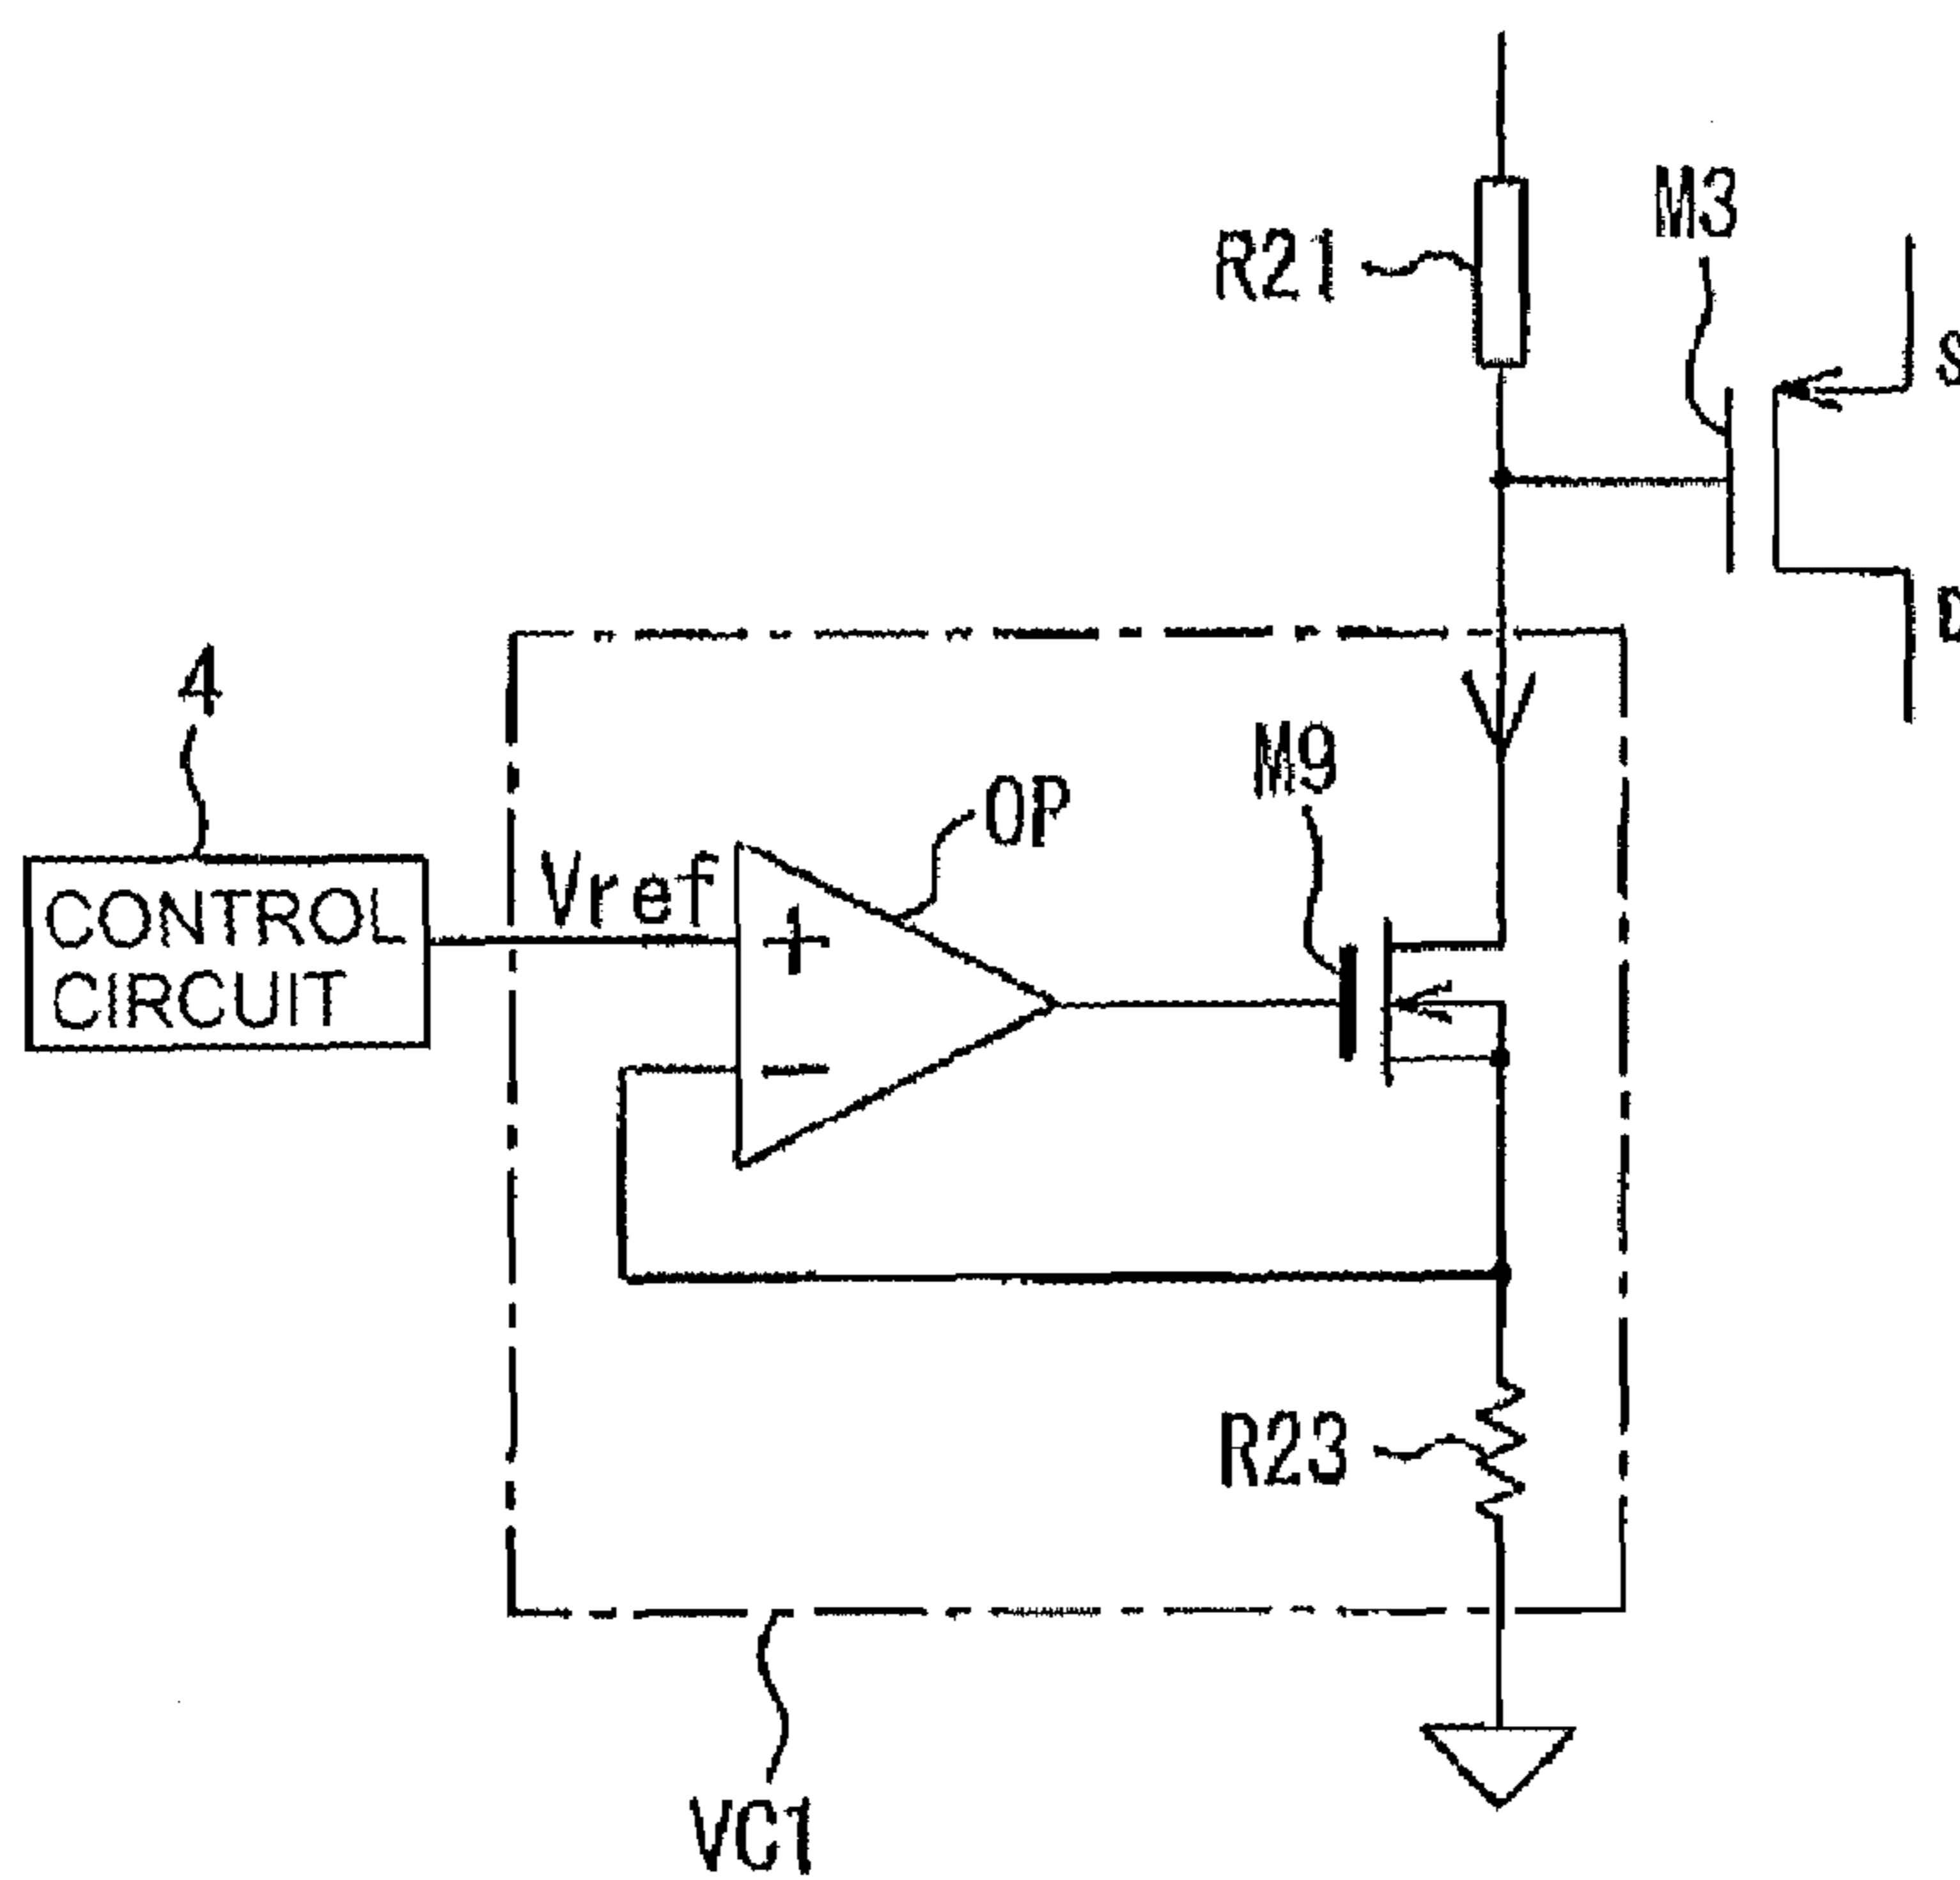 M3
R21
S
D
4
M9
OP
Vref
CONTROL
CIRCUIT
+
−
R23
VC1